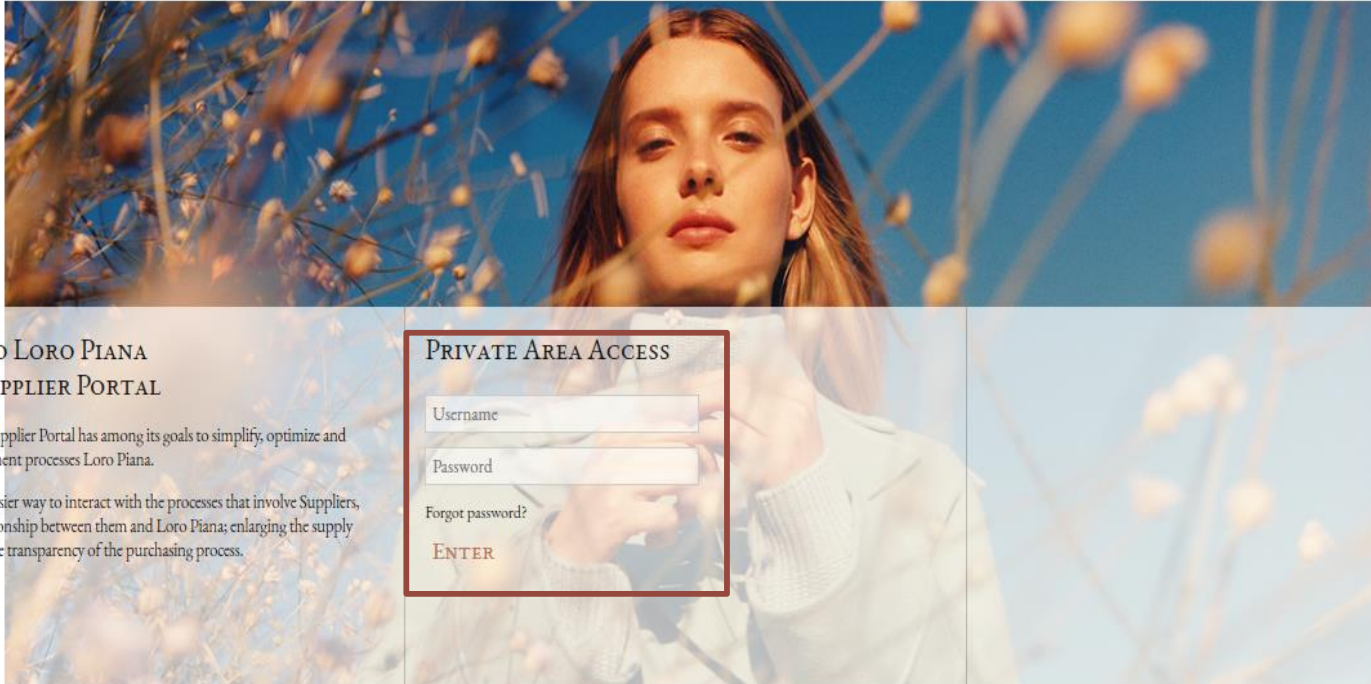 Loro Piana
pplier Portal
pplier Portal has among its goals to simplify, optimize and
ent processes Loro Piana.
sier way to interact with the processes that involve Suppliers,
onship between them and Loro Piana; enlarging the supply
e transparency of the purchasing process.
Private Area Access
Username
Password
Forgot password?
Enter